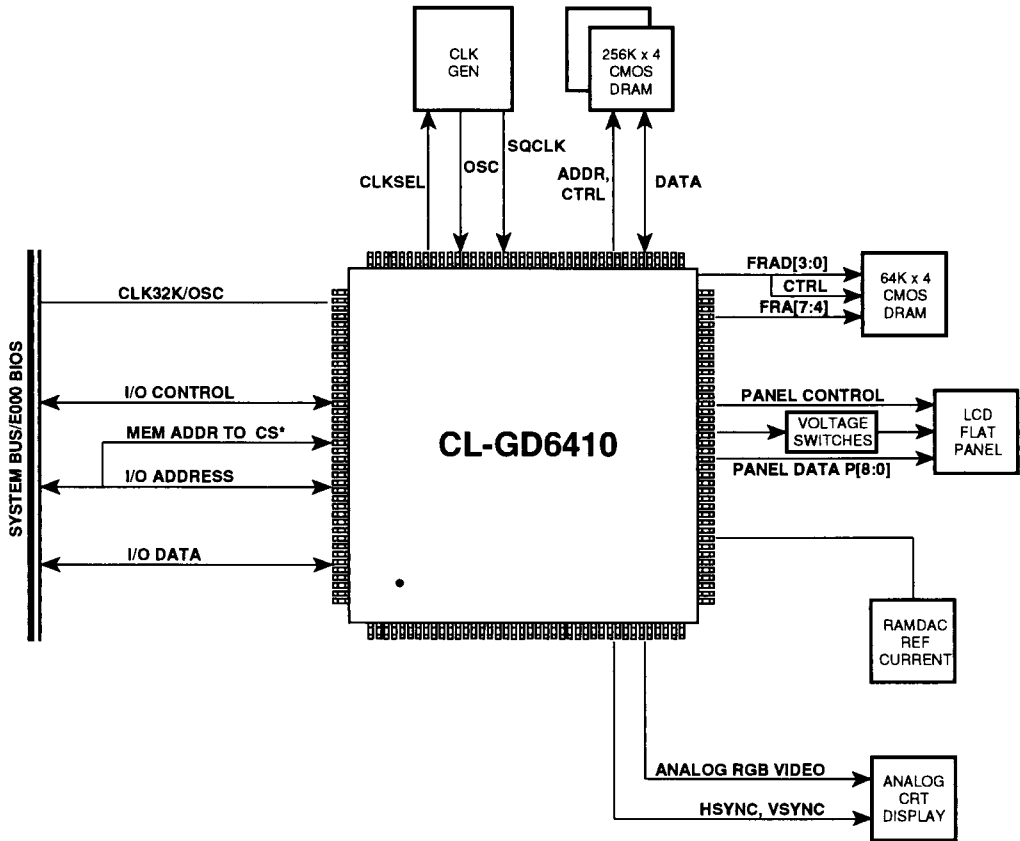 CLK
GEN
256K x 4
CMOS
DRAM
CLKSEL
OSC
SQCLK
ADDR,
CTRL
DATA
SYSTEM BUS/E000 BIOS
CLK32K/OSC
I/O CONTROL
MEM ADDR TO CS*
I/O ADDRESS
I/O DATA
CL-GD6410
FRAD[3:0]
CTRL
FRA[7:4]
64K x 4
CMOS
DRAM
PANEL CONTROL
VOLTAGE
SWITCHES
PANEL DATA P[8:0]
LCD
FLAT
PANEL
RAMDAC
REF
CURRENT
ANALOG RGB VIDEO
HSYNC, VSYNC
ANALOG
CRT
DISPLAY